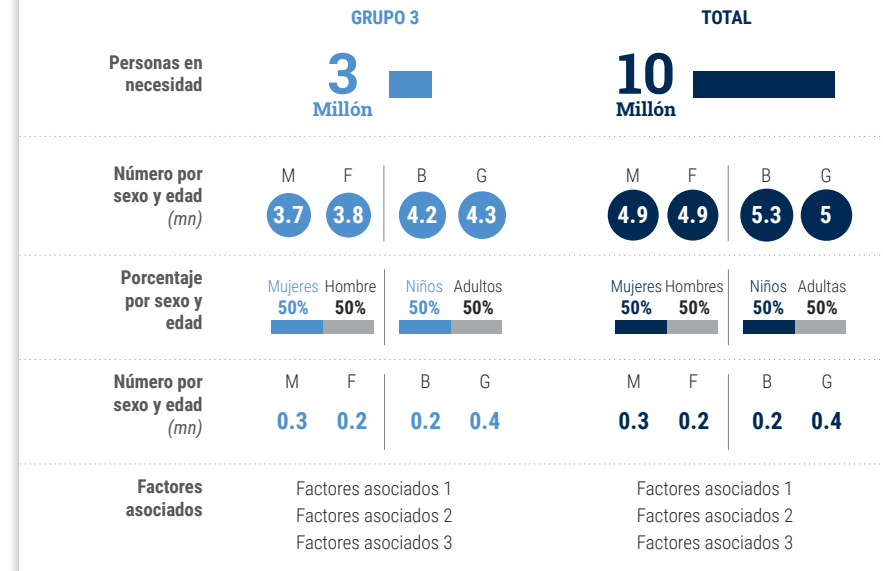 GRUPO 3 TOTAL
Personas en
necesidad
3
Millón
10
Millón
Número por
sexo y edad
(mn)
M F B G
3.7 3.8 4.2 4.3
M F B G
4.9 4.9 5.3 5
Porcentaje
por sexo y
edad
Mujeres Hombre Niños Adultos
50% 50% 50% 50%
Mujeres Hombres Niños Adultas
50% 50% 50% 50%
Número por
sexo y edad
(mn)
M F B G
0.3 0.2 0.2 0.4
M F B G
0.3 0.2 0.2 0.4
Factores
asociados
Factores asociados 1
Factores asociados 2
Factores asociados 3
Factores asociados 1
Factores asociados 2
Factores asociados 3